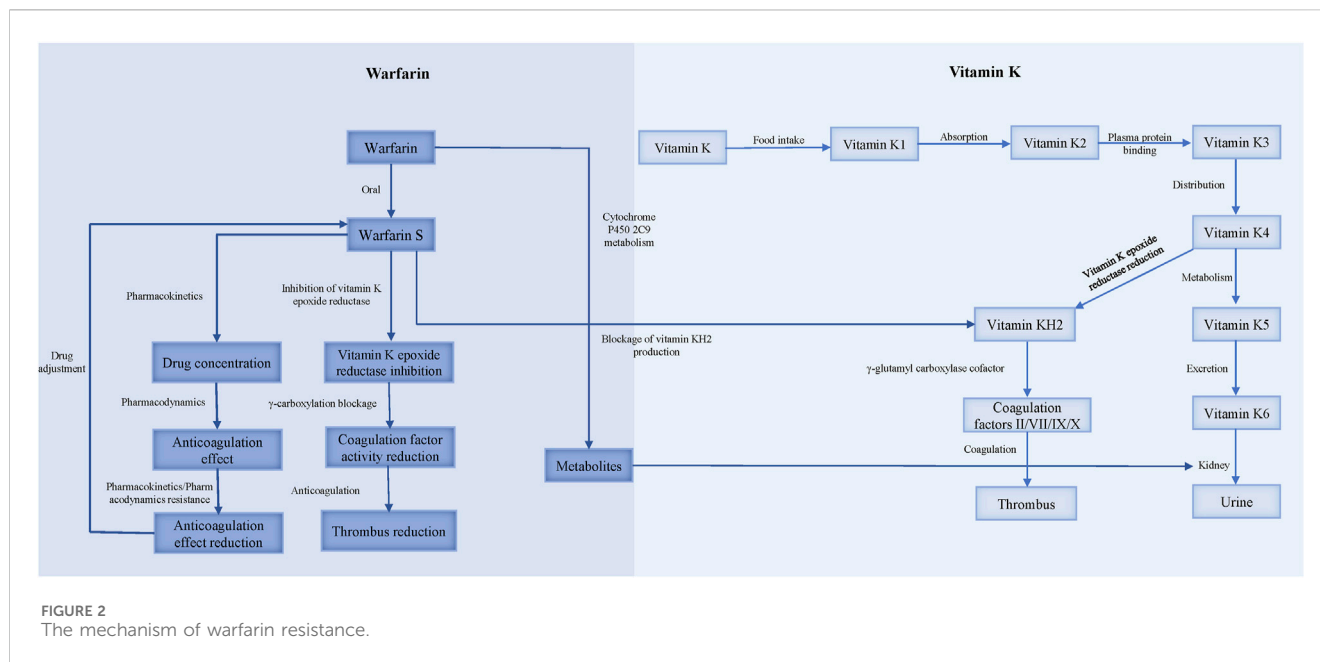 Warfarin
Vitamin K
Warfarin
Oral
Warfarin S
Cytochrome
P450 2C9
metabolism
Pharmacokinetics
Inhibition of vitamin K
epoxide reductase
Drug
adjustment
Drug concentration
Vitamin K epoxide
reductase inhibition
Blockage of vitamin KH2
production
Pharmacodynamics
γ-carboxylation blockage
Anticoagulation
effect
Coagulation factor
activity reduction
Metabolites
Pharmacokinetics/Pharm
acodynamics resistance
Anticoagulation
Anticoagulation
effect reduction
Thrombus reduction
Vitamin K
Food intake
Vitamin K1
Absorption
Vitamin K2
Plasma protein
binding
Vitamin K3
Distribution
Vitamin K4
Vitamin K epoxide
reductase reduction
Metabolism
Vitamin KH2
Vitamin K5
γ-glutamyl carboxylase cofactor
Excretion
Coagulation
factors II/VII/IX/X
Vitamin K6
Coagulation
Kidney
Thrombus
Urine
FIGURE 2
The mechanism of warfarin resistance.